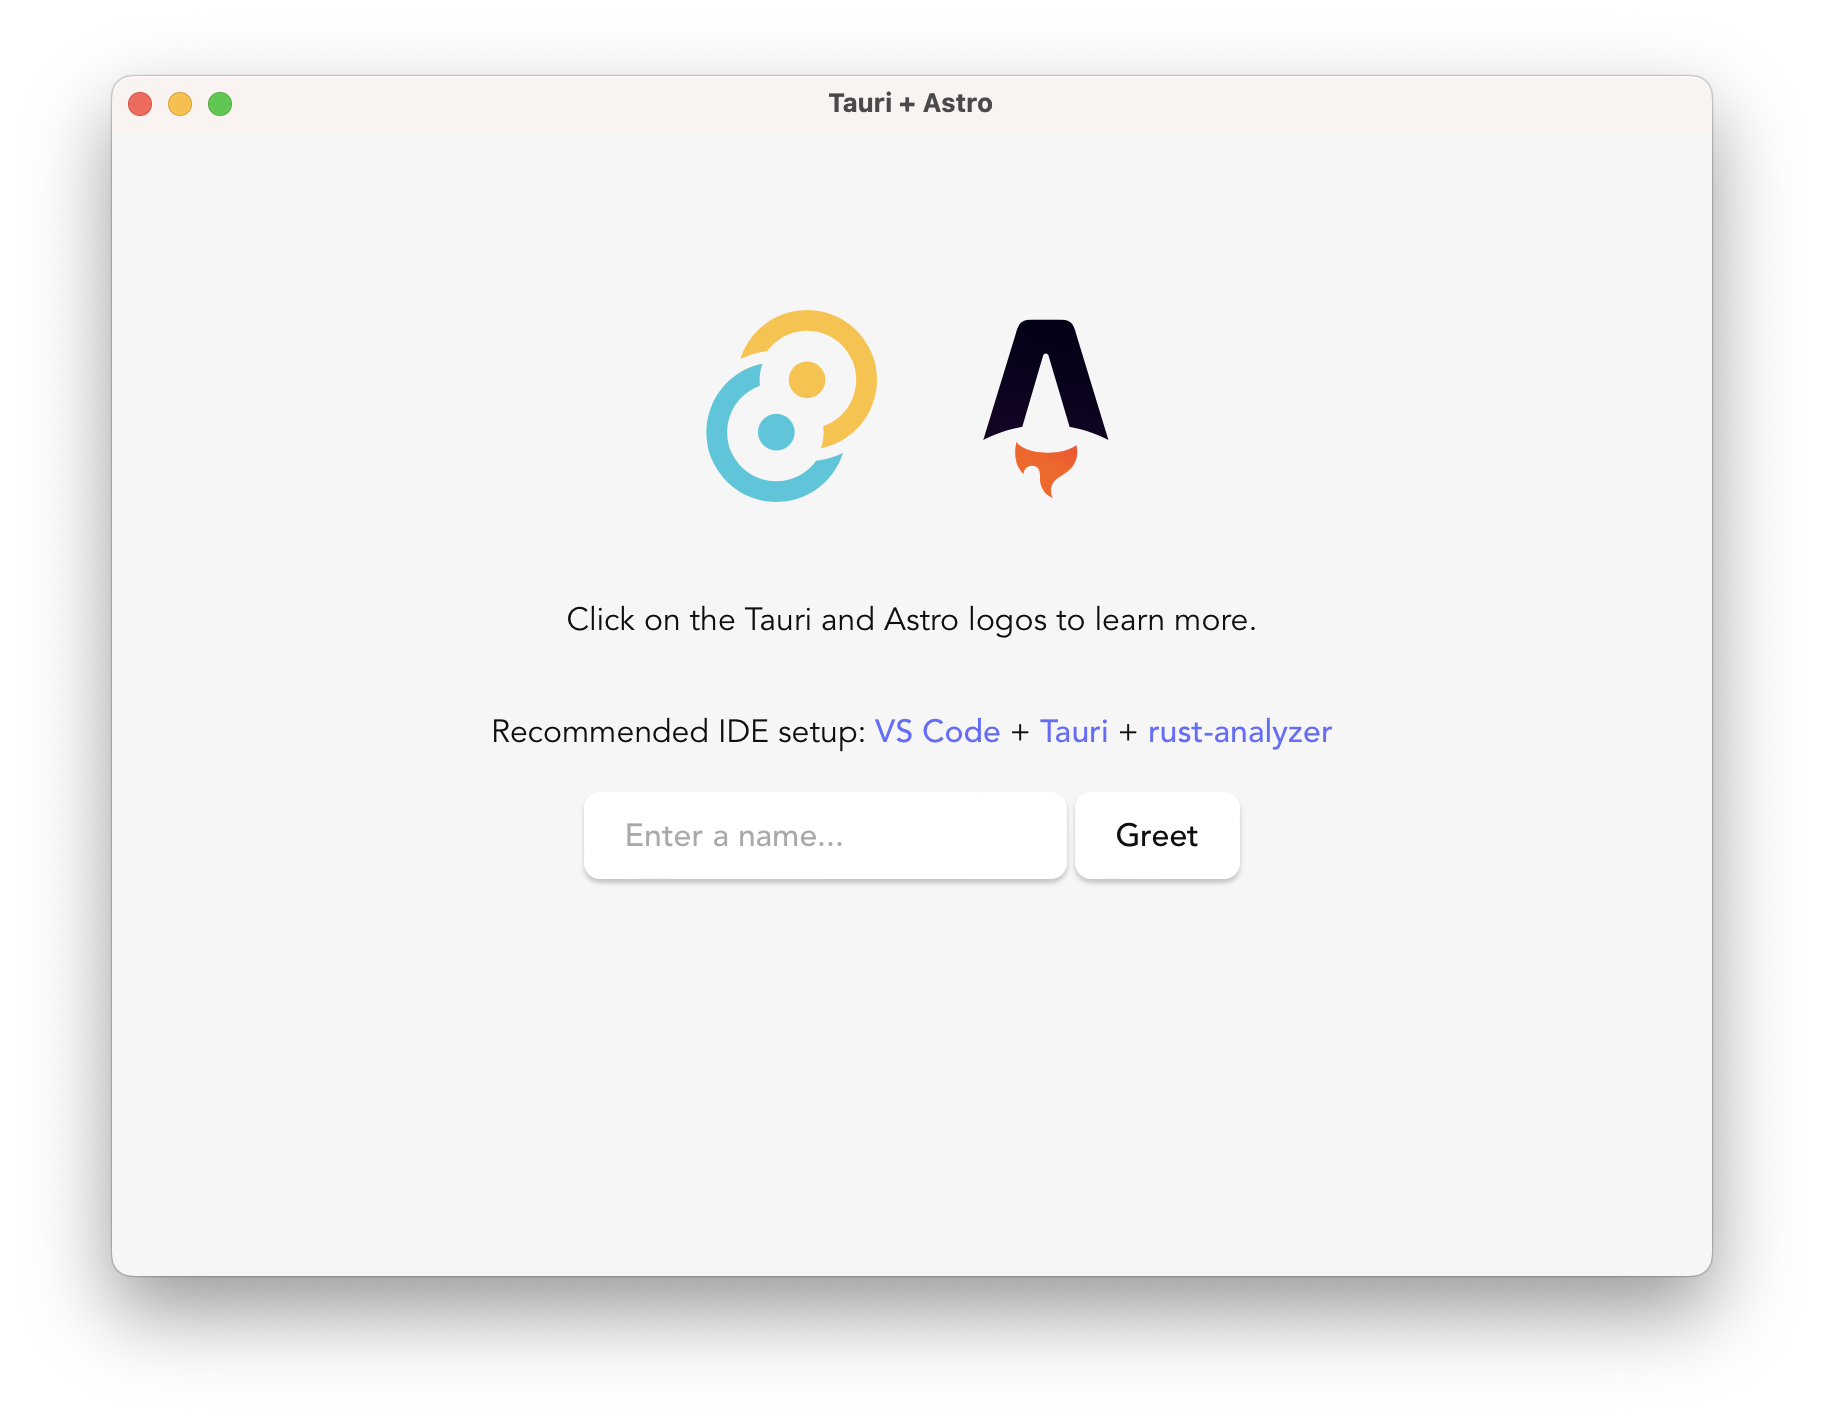 Tauri + Astro
Click on the Tauri and Astro logos to learn more.
Recommended IDE setup: VS Code + Tauri + rust-analyzer
Enter a name...
Greet